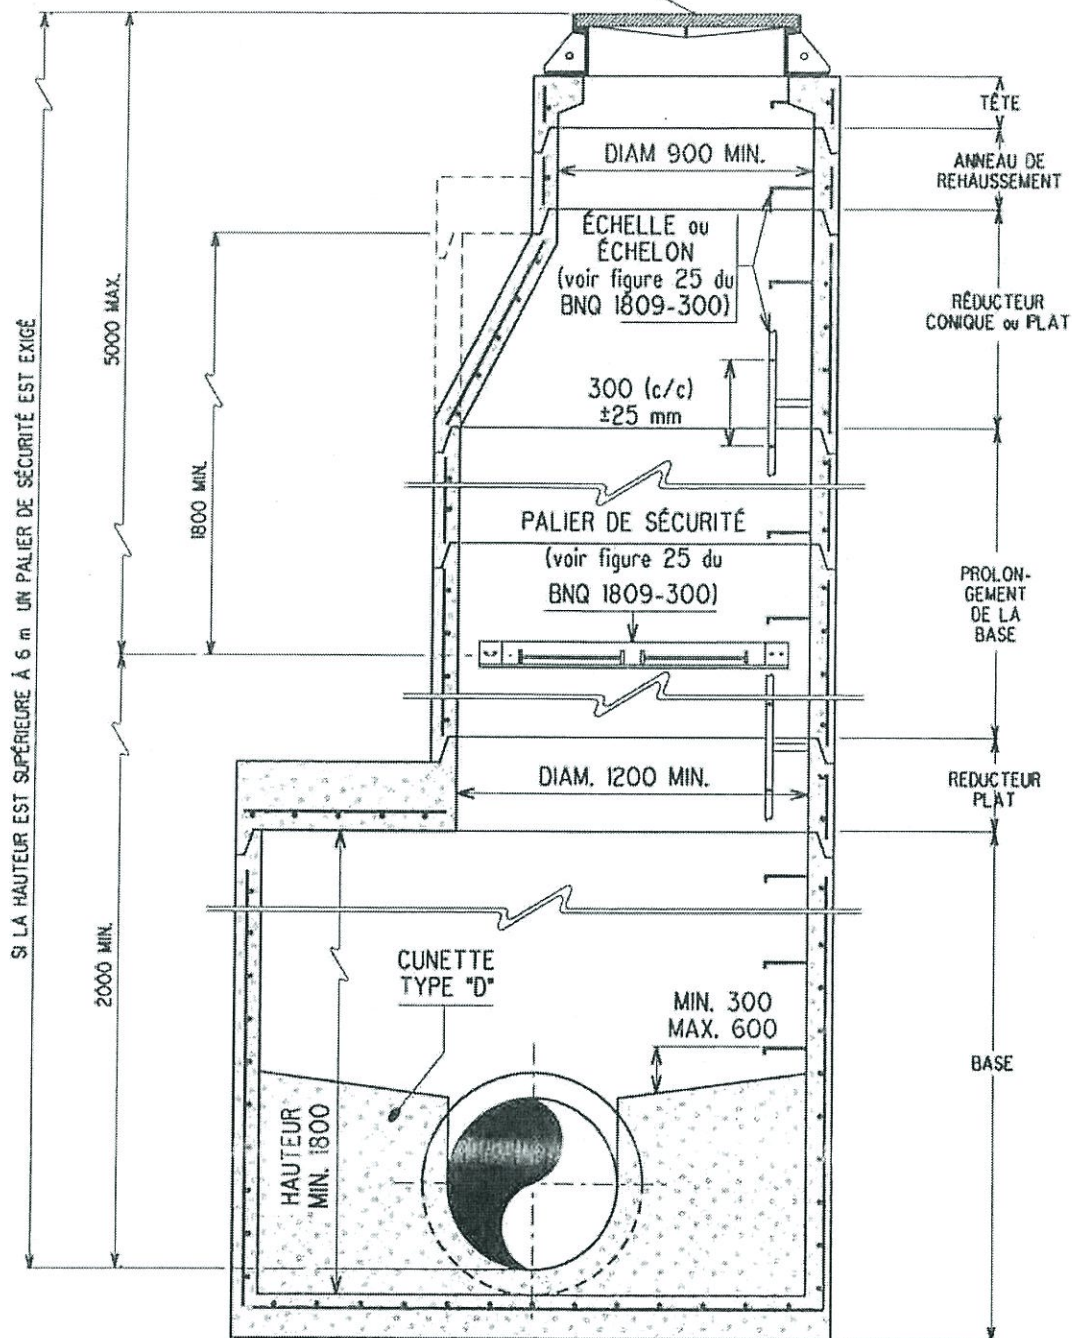 TÊTE
DIAM 900 MIN.
ANNEAU DE
REHAUSSEMENT
ÉCHELLE ou
ÉCHELON
(voir figure 25 du
BNQ 1809-300)
RÉDUCTEUR
CONIQUE ou PLAT
300 (c/c)
±25 mm
5000 MAX.
1800 MIN.
SI LA HAUTEUR EST SUPÉRIEURE À 6 m UN PALIER DE SÉCURITÉ EST EXIGÉ
PALIER DE SÉCURITÉ
(voir figure 25 du
BNQ 1809-300)
PROLON-
GEMENT
DE LA
BASE
DIAM. 1200 MIN.
REDUCTEUR
PLAT
2000 MIN.
CUNETTE
TYPE "D"
MIN. 300
MAX. 600
BASE
HAUTEUR
MIN. 1800